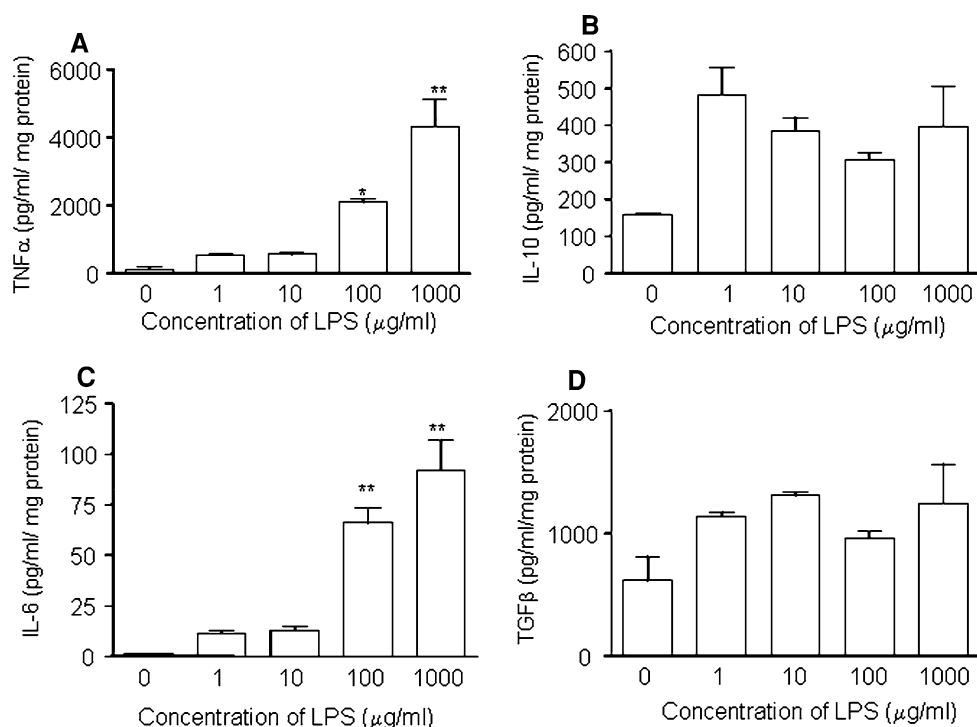 A
TNFα (pg/ml/ mg protein)
6000
4000
2000
0
*
**
0 1 10 100 1000
Concentration of LPS (μg/ml)
B
IL-10 (pg/ml/ mg protein)
600
500
400
300
200
100
0
0 1 10 100 1000
Concentration of LPS (μg/ml)
C
IL-6 (pg/ml/ mg protein)
125
100
75
50
25
0
**
**
0 1 10 100 1000
Concentration of LPS (μg/ml)
D
TGFβ (pg/ml/mg protein)
2000
1000
0
0 1 10 100 1000
Concentration of LPS (μg/ml)